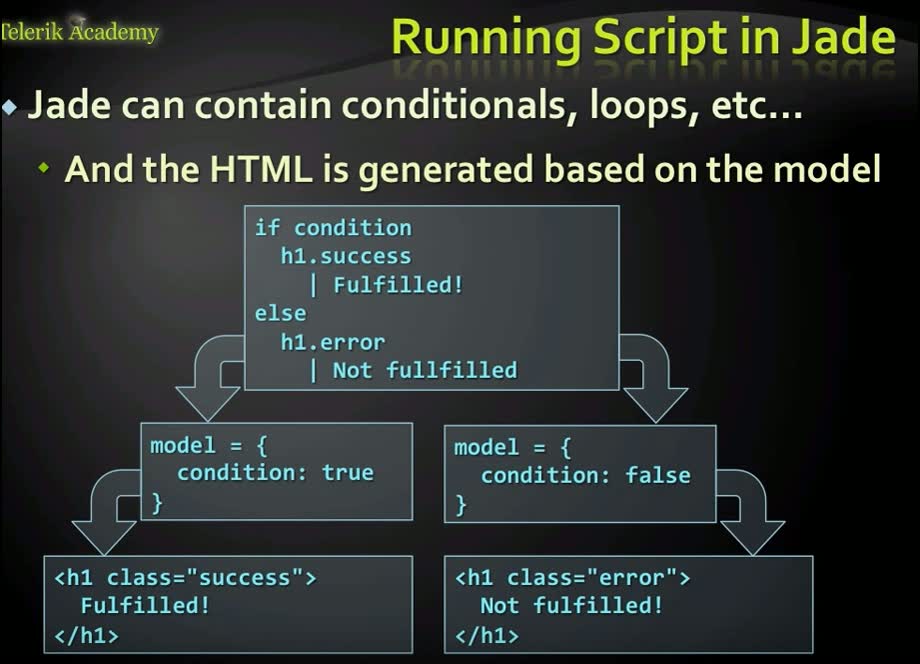 Telerik Academy
Running Script in Jade
Jade can contain conditionals, loops, etc…
And the HTML is generated based on the model
if condition
  h1.success
    | Fulfilled!
else
  h1.error
    | Not fullfilled
model = {
  condition: true
}
model = {
  condition: false
}
<h1 class="success">
  Fulfilled!
</h1>
<h1 class="error">
  Not fulfilled!
</h1>